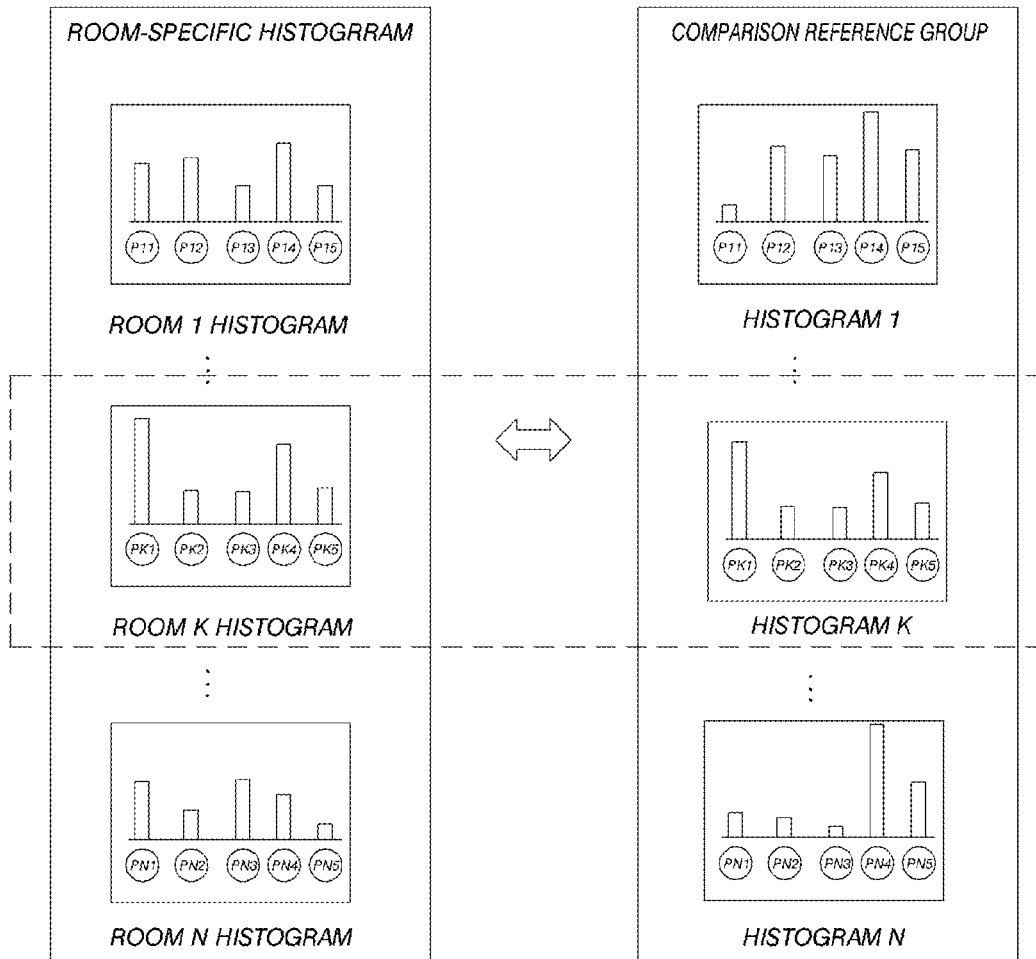 ROOM-SPECIFIC HISTOGRRAM
P11 P12 P13 P14 P15
ROOM 1 HISTOGRAM
PK1 PK2 PK3 PK4 PK5
ROOM K HISTOGRAM
PN1 PN2 PN3 PN4 PN5
ROOM N HISTOGRAM
COMPARISON REFERENCE GROUP
P11 P12 P13 P14 P15
HISTOGRAM 1
PK1 PK2 PK3 PK4 PK5
HISTOGRAM K
PN1 PN2 PN3 PN4 PN5
HISTOGRAM N